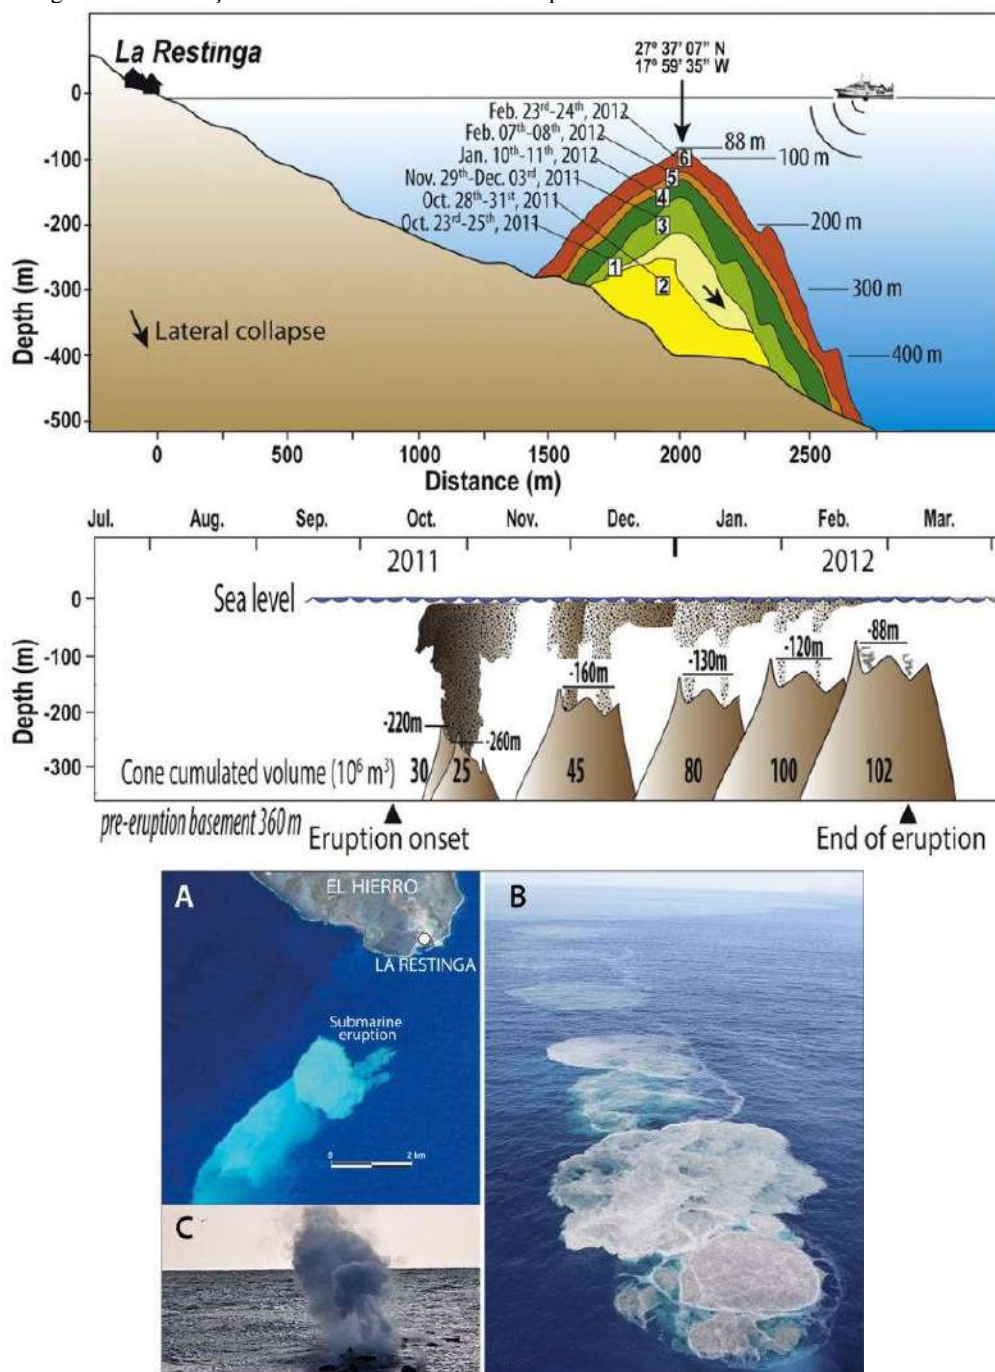 La Restinga
27º 37' 07" N
17º 59' 35" W
Feb. 23rd-24th, 2012
Feb. 07th-08th, 2012
Jan. 10th-11th, 2012
Nov. 29th-Dec. 03rd, 2011
Oct. 28th-31st, 2011
Oct. 23rd-25th, 2011
88 m
100 m
200 m
300 m
400 m
6
5
4
3
1
2
Lateral collapse
Depth (m)
0
-100
-200
-300
-400
-500
0 500 1000 1500 2000 2500
Distance (m)
Jul. Aug. Sep. Oct. Nov. Dec. Jan. Feb. Mar.
2011 2012
Sea level
Depth (m)
0
-100
-200
-300
-220m
-260m
-160m
-130m
-120m
-88m
Cone cumulated volume (10⁶ m³) 30 25 45 80 100 102
pre-eruption basement 360 m
Eruption onset
End of eruption
A
EL HIERRO
LA RESTINGA
Submarine
eruption
0 2 km
B
C